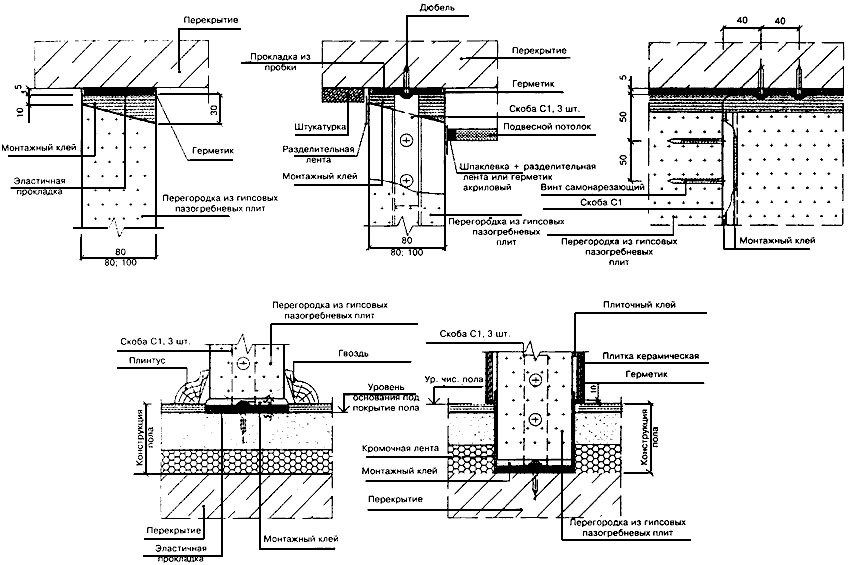 Перекрытие
5
10
30
Монтажный клей
Эластичная
прокладка
Герметик
Перегородка из гипсовых
пазогребневых плит
80
80; 100
Дюбель
Прокладка из
пробки
Перекрытие
Герметик
Скоба С1, 3 шт.
Подвесной потолок
Штукатурка
Разделительная
лента
Монтажный клей
Шпаклевка + разделительная
лента или герметик
акриловый
Перегородка из гипсовых
пазогребневых
плит
80
80; 100
40
40
5
50
50
Винт самонарезающий
Скоба С1
Перегородка из гипсовых
пазогребневых
плит
Монтажный клей
Перегородка из гипсовых
пазогребневых плит
Скоба С1, 3 шт.
Плинтус
Гвоздь
Уровень
основания под
покрытие пола
Конструкция
пола
Перекрытие
Эластичная
прокладка
Монтажный клей
Плиточный клей
Скоба С1, 3 шт.
Плитка керамическая
Герметик
Ур. чис. пола
10
Кромочная лента
Монтажный клей
Перекрытие
Конструкция
пола
Перегородка из гипсовых
пазогребневых плит